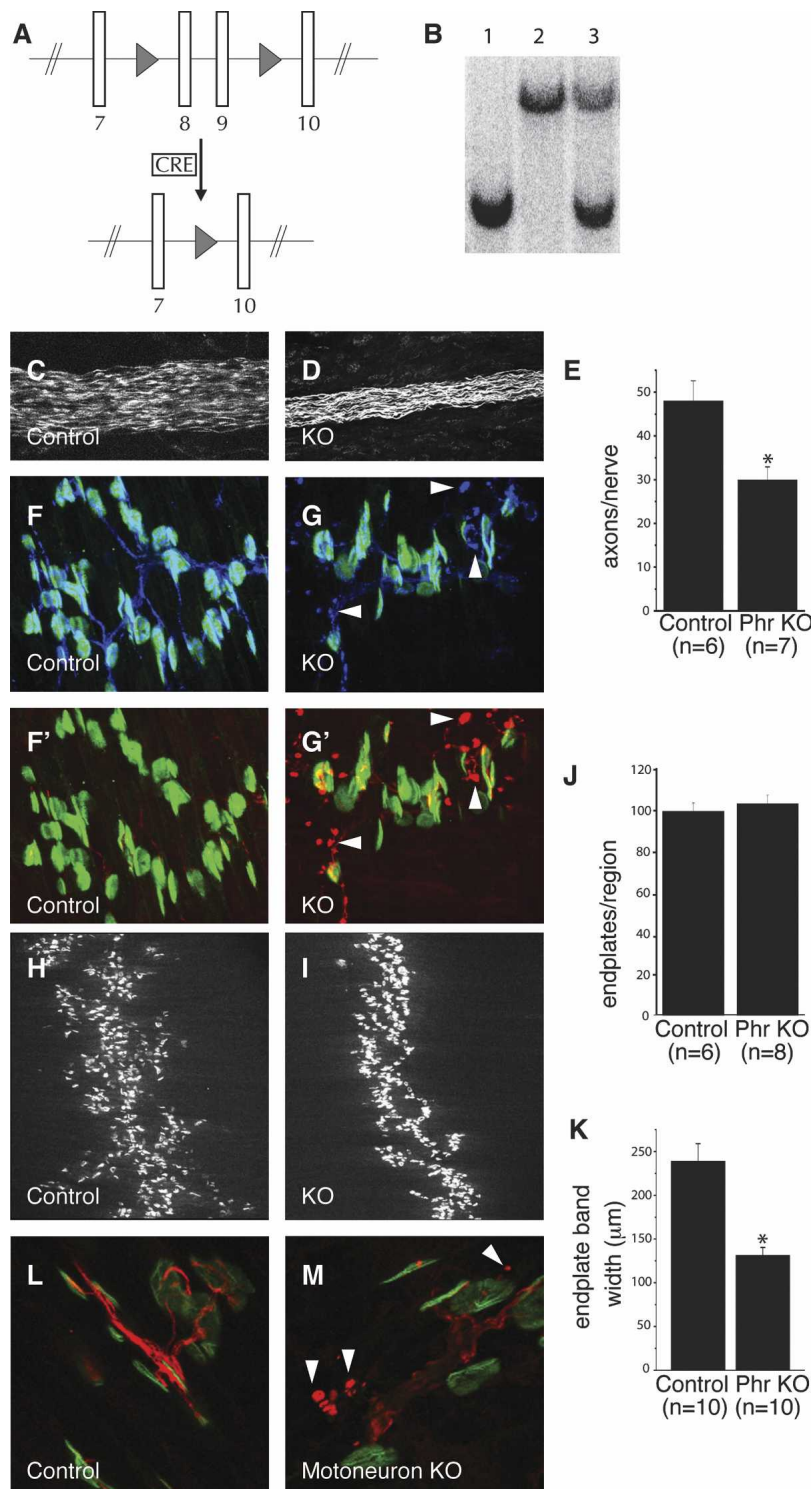 A
7
8
9
10
CRE
7
10
B
1 2 3
C
Control
D
KO
E
axons/nerve
50
40
30
20
10
0
Control
(n=6)
Phr KO
(n=7)
F
Control
G
KO
F'
Control
G'
KO
J
endplates/region
120
100
80
60
40
20
0
Control
(n=6)
Phr KO
(n=8)
H
Control
I
KO
K
endplate band
width (µm)
250
200
150
100
50
0
Control
(n=10)
Phr KO
(n=10)
*
*
L
Control
M
Motoneuron KO